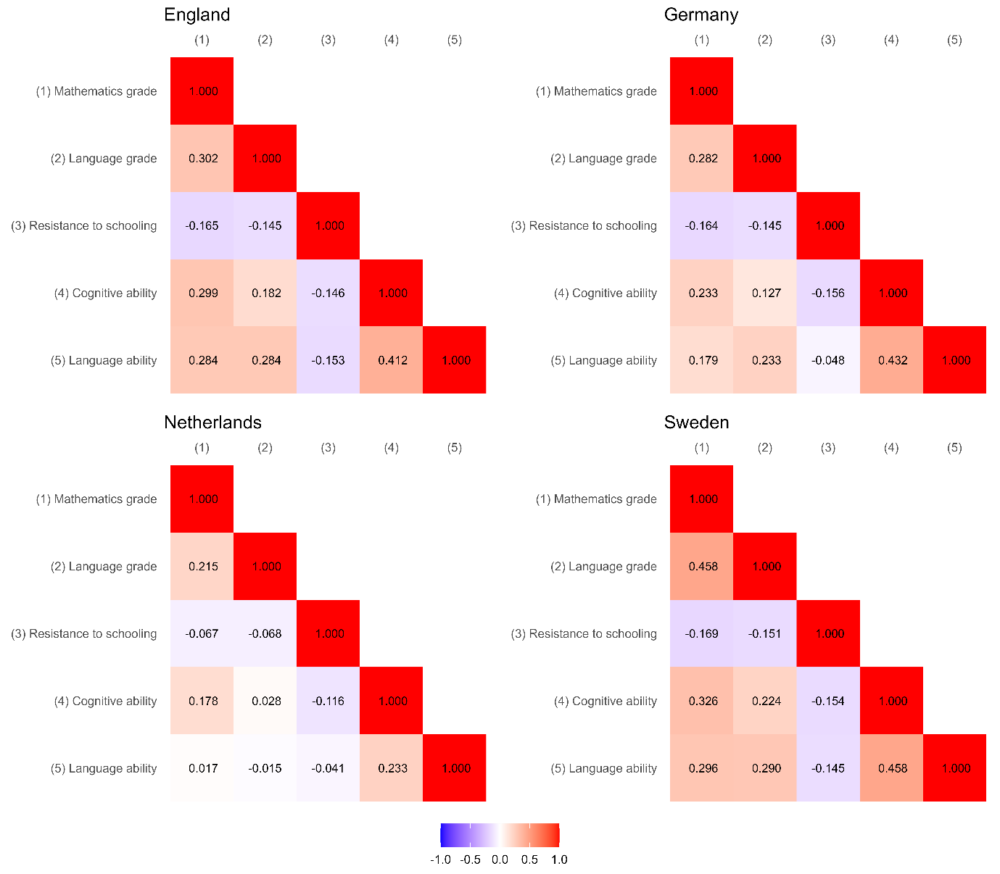 England
(1) (2) (3) (4) (5)
(1) Mathematics grade 1.000
(2) Language grade 0.302 1.000
(3) Resistance to schooling -0.165 -0.145 1.000
(4) Cognitive ability 0.299 0.182 -0.146 1.000
(5) Language ability 0.284 0.284 -0.153 0.412 1.000
Germany
(1) (2) (3) (4) (5)
(1) Mathematics grade 1.000
(2) Language grade 0.282 1.000
(3) Resistance to schooling -0.164 -0.145 1.000
(4) Cognitive ability 0.233 0.127 -0.156 1.000
(5) Language ability 0.179 0.233 -0.048 0.432 1.000
Netherlands
(1) (2) (3) (4) (5)
(1) Mathematics grade 1.000
(2) Language grade 0.215 1.000
(3) Resistance to schooling -0.067 -0.068 1.000
(4) Cognitive ability 0.178 0.028 -0.116 1.000
(5) Language ability 0.017 -0.015 -0.041 0.233 1.000
Sweden
(1) (2) (3) (4) (5)
(1) Mathematics grade 1.000
(2) Language grade 0.458 1.000
(3) Resistance to schooling -0.169 -0.151 1.000
(4) Cognitive ability 0.326 0.224 -0.154 1.000
(5) Language ability 0.296 0.290 -0.145 0.458 1.000
-1.0 -0.5 0.0 0.5 1.0